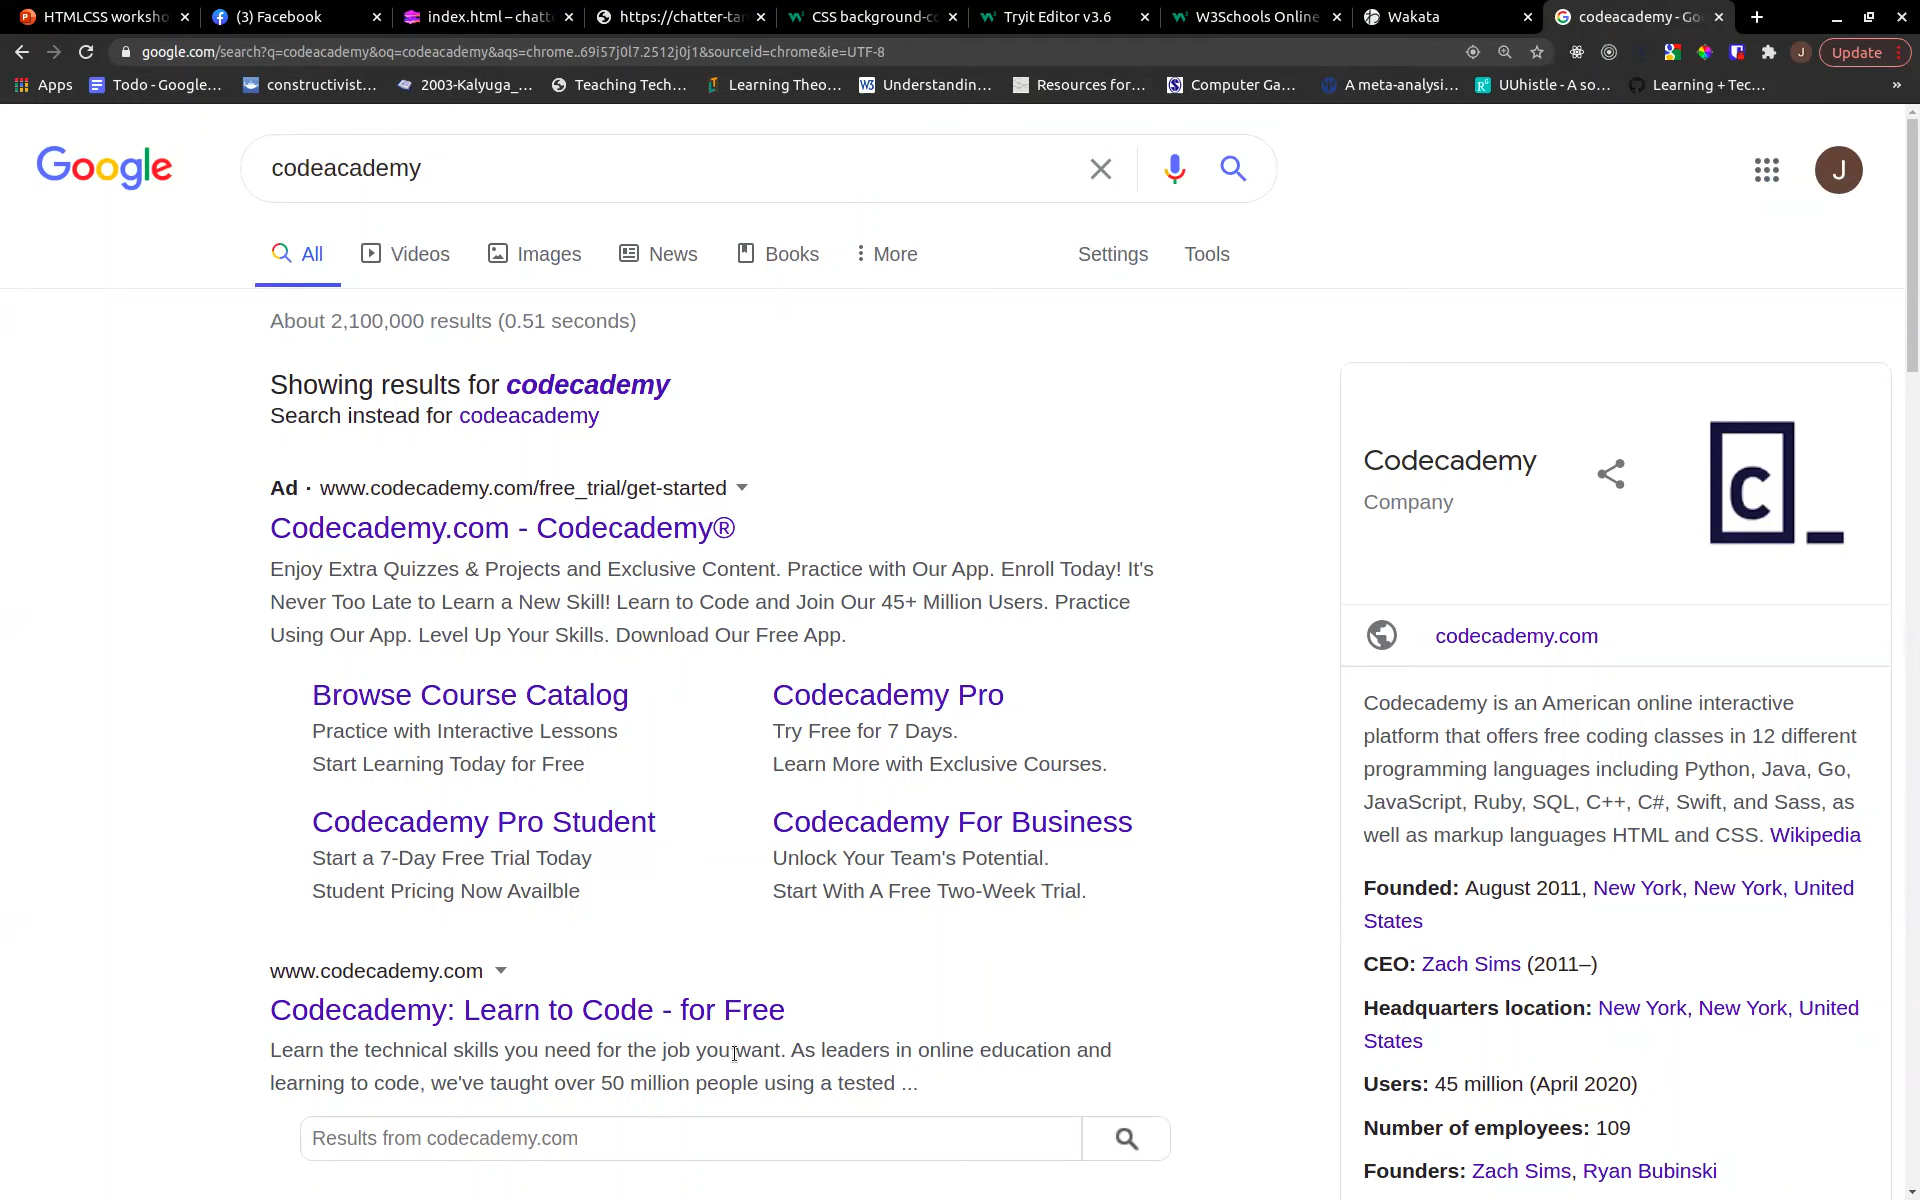 HTMLCSS worksho
(3) Facebook
index.html – chatt
https://chatter-tan
CSS background-co
Tryit Editor v3.6
W3Schools Online
Wakata
codeacademy - Go
google.com/search?q=codeacademy&oq=codeacademy&aqs=chrome..69i57j0l7.2512j0j1&sourceid=chrome&ie=UTF-8
J
Update
Apps
Todo - Google...
constructivist...
2003-Kalyuga_...
Teaching Tech...
Learning Theo...
Understandin...
Resources for...
Computer Ga...
A meta-analysi...
UUhistle - A so...
Learning + Tec...
»
Google
codeacademy
J
All
Videos
Images
News
Books
More
Settings
Tools
About 2,100,000 results (0.51 seconds)
Showing results for codecademy
Search instead for codeacademy
Ad · www.codecademy.com/free_trial/get-started
Codecademy.com - Codecademy®
Enjoy Extra Quizzes & Projects and Exclusive Content. Practice with Our App. Enroll Today! It's
Never Too Late to Learn a New Skill! Learn to Code and Join Our 45+ Million Users. Practice
Using Our App. Level Up Your Skills. Download Our Free App.
Browse Course Catalog
Practice with Interactive Lessons
Start Learning Today for Free
Codecademy Pro
Try Free for 7 Days.
Learn More with Exclusive Courses.
Codecademy Pro Student
Start a 7-Day Free Trial Today
Student Pricing Now Availble
Codecademy For Business
Unlock Your Team's Potential.
Start With A Free Two-Week Trial.
www.codecademy.com
Codecademy: Learn to Code - for Free
Learn the technical skills you need for the job you want. As leaders in online education and
learning to code, we've taught over 50 million people using a tested ...
Results from codecademy.com
Codecademy
Company
C_
codecademy.com
Codecademy is an American online interactive
platform that offers free coding classes in 12 different
programming languages including Python, Java, Go,
JavaScript, Ruby, SQL, C++, C#, Swift, and Sass, as
well as markup languages HTML and CSS. Wikipedia
Founded: August 2011, New York, New York, United
States
CEO: Zach Sims (2011–)
Headquarters location: New York, New York, United
States
Users: 45 million (April 2020)
Number of employees: 109
Founders: Zach Sims, Ryan Bubinski